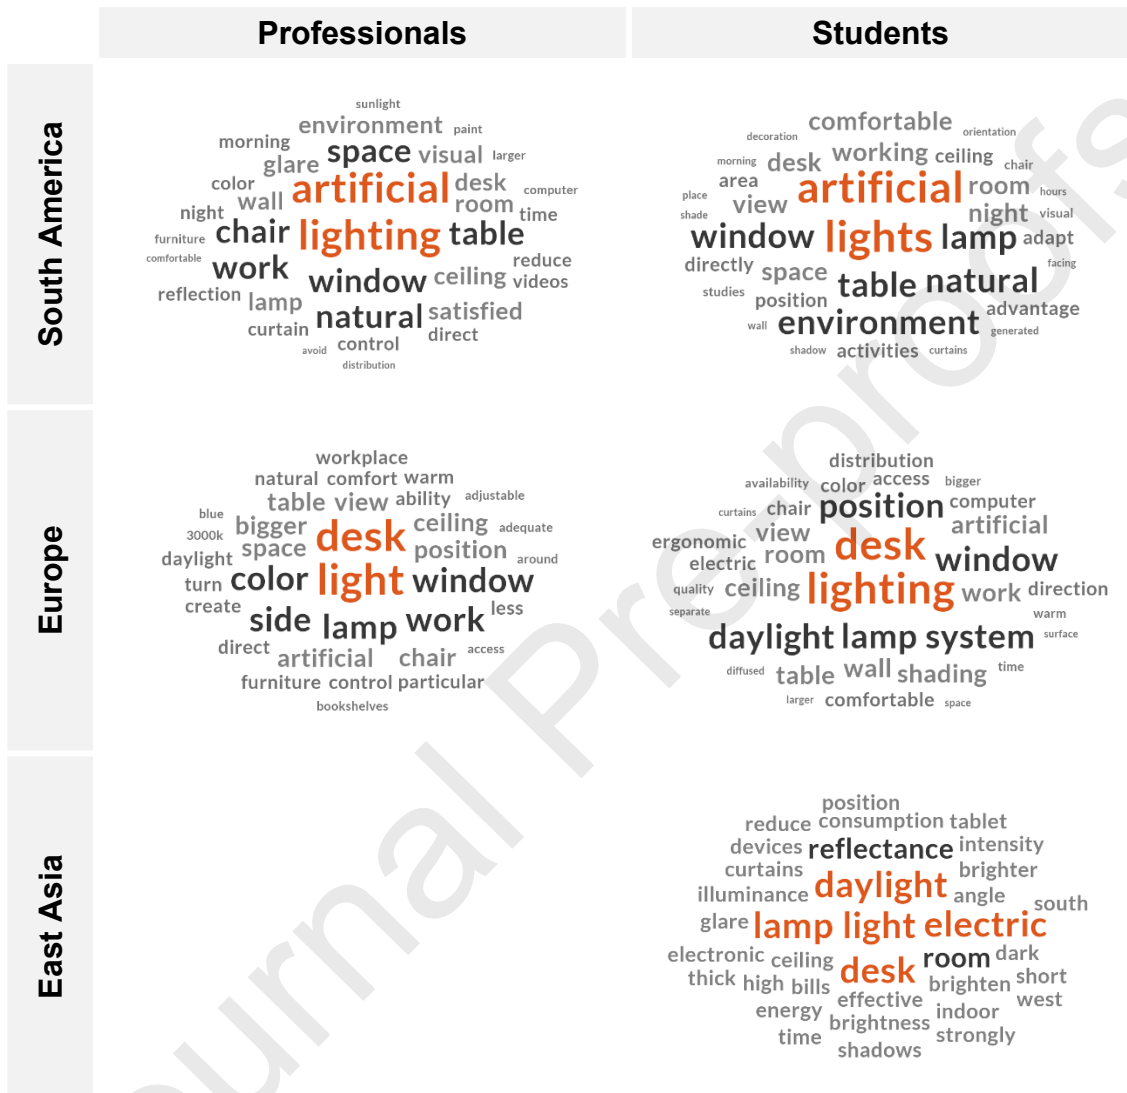 Professionals
Students
South America
sunlight
environment paint
morning space visual larger
glare
color artificial desk computer
wall room
night time
furniture chair lighting table
comfortable reduce
work window ceiling videos
reflection lamp
natural satisfied
curtain direct
avoid control
distribution
comfortable
decoration orientation
desk working ceiling
morning chair
area artificial room hours
place view night visual
shade
window lights lamp adapt
directly space facing
studies table natural
position advantage
wall environment generated
shadow activities curtains
Europe
workplace
natural comfort warm
table view ability adjustable
blue bigger desk ceiling adequate
3000k
daylight space position around
turn color light window
create less
side lamp work
direct access
artificial chair
furniture control particular
bookshelves
distribution
availability color access bigger
curtains chair position computer
view artificial
ergonomic room desk window
electric
quality ceiling lighting work direction
separate warm
daylight lamp system surface
diffused table wall shading time
larger comfortable space
East Asia
position
reduce consumption tablet
devices reflectance intensity
curtains daylight brighter
illuminance angle south
glare lamp light electric
electronic ceiling desk room dark
thick high bills brighten short
effective west
energy brightness indoor
time strongly
shadows
Journal Pre-proofs